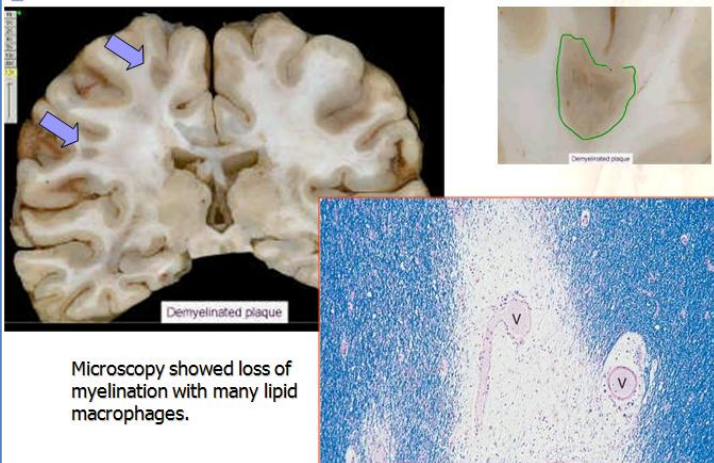 Demyelinated plaque
Demyelinated plaque
V
V
Microscopy showed loss of
myelination with many lipid
macrophages.